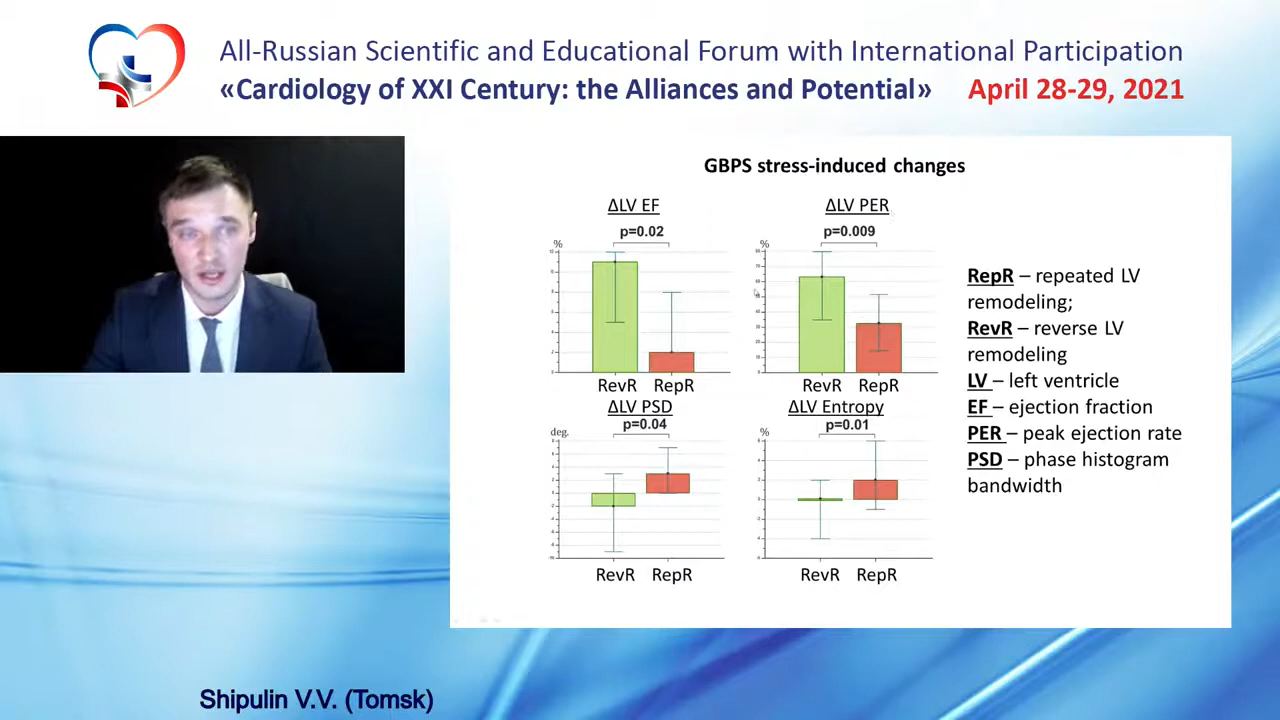 All-Russian Scientific and Educational Forum with International Participation
«Cardiology of XXI Century: the Alliances and Potential» April 28-29, 2021
GBPS stress-induced changes
ΔLV EF
p=0.02
%
RevR RepR
ΔLV PER
p=0.009
%
RevR RepR
ΔLV PSD
p=0.04
deg.
RevR RepR
ΔLV Entropy
p=0.01
%
RevR RepR
RepR – repeated LV
remodeling;
RevR – reverse LV
remodeling
LV – left ventricle
EF – ejection fraction
PER – peak ejection rate
PSD – phase histogram
bandwidth
Shipulin V.V. (Tomsk)